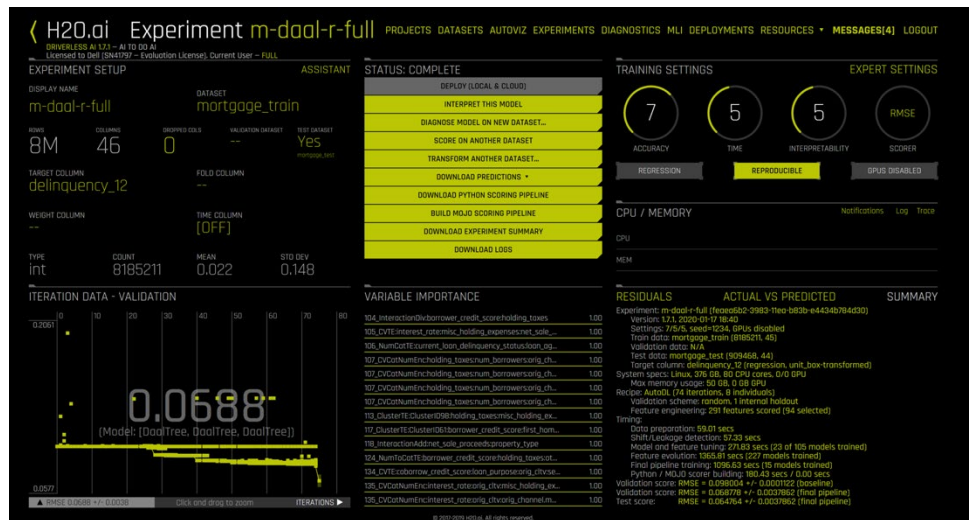 H2O.ai Experiment m-daal-r-full
PROJECTS DATASETS AUTOVIZ EXPERIMENTS DIAGNOSTICS MLI DEPLOYMENTS RESOURCES MESSAGES[4] LOGOUT
DRIVERLESS AI 1.7.1 – AI TO DO AI
Licensed to Dell (SN41797 – Evaluation License), Current User – FULL
EXPERIMENT SETUP ASSISTANT
DISPLAY NAME DATASET
m-daal-r-full mortgage_train
ROWS COLUMNS DROPPED COLS VALIDATION DATASET TEST DATASET
8M 46 0 -- Yes
mortgage_test
TARGET COLUMN FOLD COLUMN
delinquency_12 --
WEIGHT COLUMN TIME COLUMN
-- [OFF]
TYPE COUNT MEAN STD DEV
int 8185211 0.022 0.148
STATUS: COMPLETE
DEPLOY (LOCAL & CLOUD)
INTERPRET THIS MODEL
DIAGNOSE MODEL ON NEW DATASET...
SCORE ON ANOTHER DATASET
TRANSFORM ANOTHER DATASET...
DOWNLOAD PREDICTIONS
DOWNLOAD PYTHON SCORING PIPELINE
BUILD MOJO SCORING PIPELINE
DOWNLOAD EXPERIMENT SUMMARY
DOWNLOAD LOGS
TRAINING SETTINGS EXPERT SETTINGS
7 5 5 RMSE
ACCURACY TIME INTERPRETABILITY SCORER
REGRESSION REPRODUCIBLE GPUS DISABLED
CPU / MEMORY Notifications Log Trace
CPU
MEM
ITERATION DATA - VALIDATION
0 10 20 30 40 50 60 70 80
0.2061
0.0688
(Model: [DaalTree, DaalTree, DaalTree])
0.0577
▲ RMSE 0.0688 +/- 0.0038 Click and drag to zoom ITERATIONS ▶
VARIABLE IMPORTANCE
104_InteractionDiv:borrower_credit_score:holding_taxes 1.00
105_CVTE:interest_rate:misc_holding_expenses:net_sale_... 1.00
106_NumCatTE:current_loan_delinquency_status:loan_ag... 1.00
107_CVCatNumEnc:holding_taxes:num_borrowers:orig_ch... 1.00
107_CVCatNumEnc:holding_taxes:num_borrowers:orig_ch... 1.00
107_CVCatNumEnc:holding_taxes:num_borrowers:orig_ch... 1.00
107_CVCatNumEnc:holding_taxes:num_borrowers:orig_ch... 1.00
113_ClusterTE:ClusterID98:holding_taxes:misc_holding_ex... 1.00
117_ClusterTE:ClusterID61:borrower_credit_score:first_hom... 1.00
118_InteractionAdd:net_sale_proceeds:property_type 1.00
124_NumToCatTE:borrower_credit_score:holding_taxes:ot... 1.00
134_CVTE:coborrow_credit_score:loan_purpose:orig_cltv:se... 1.00
135_CVCatNumEnc:interest_rate:orig_cltv:misc_holding_ex... 1.00
135_CVCatNumEnc:interest_rate:orig_cltv:orig_channel:m... 1.00
RESIDUALS ACTUAL VS PREDICTED SUMMARY
Experiment: m-daal-r-full (feaea6b2-3983-11ea-b83b-e4434b784d30)
Version: 1.7.1, 2020-01-17 18:40
Settings: 7/5/5, seed=1234, GPUs disabled
Train data: mortgage_train (8185211, 45)
Validation data: N/A
Test data: mortgage_test (909468, 44)
Target column: delinquency_12 (regression, unit_box-transformed)
System specs: Linux, 376 GB, 80 CPU cores, 0/0 GPU
Max memory usage: 50 GB, 0 GB GPU
Recipe: AutoDL (74 iterations, 8 individuals)
Validation scheme: random, 1 internal holdout
Feature engineering: 291 features scored (94 selected)
Timing:
Data preparation: 59.01 secs
Shift/Leakage detection: 57.33 secs
Model and feature tuning: 271.83 secs (23 of 105 models trained)
Feature evolution: 1365.81 secs (227 models trained)
Final pipeline training: 1096.63 secs (15 models trained)
Python / MOJO scorer building: 180.43 secs / 0.00 secs
Validation score: RMSE = 0.098004 +/- 0.0001122 (baseline)
Validation score: RMSE = 0.068778 +/- 0.0037862 (final pipeline)
Test score: RMSE = 0.064764 +/- 0.0037862 (final pipeline)
© 2017-2019 H2O.ai. All rights reserved.